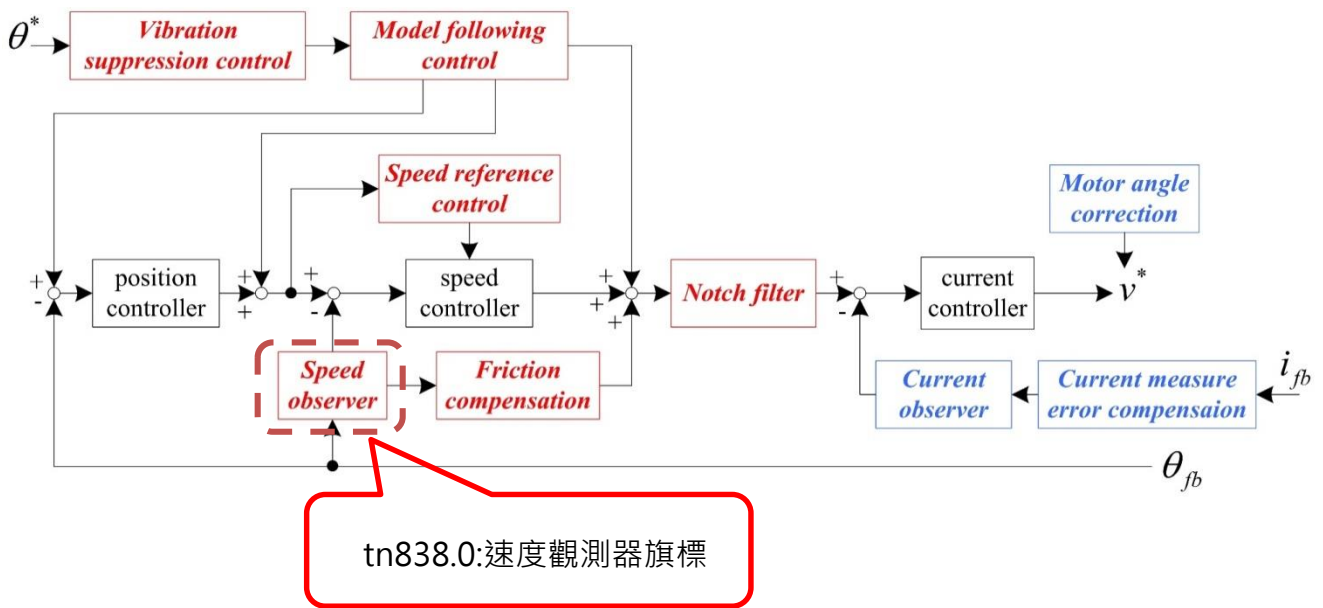 θ*
Vibration
suppression control
Model following
control
Speed reference
control
Motor angle
correction
+
-
position
controller
+
+
+
-
speed
controller
+
+
+
Notch filter
+
-
current
controller
v*
Speed
observer
Friction
compensation
Current
observer
Current measure
error compensaion
i_fb
θ_fb
tn838.0:速度觀測器旗標